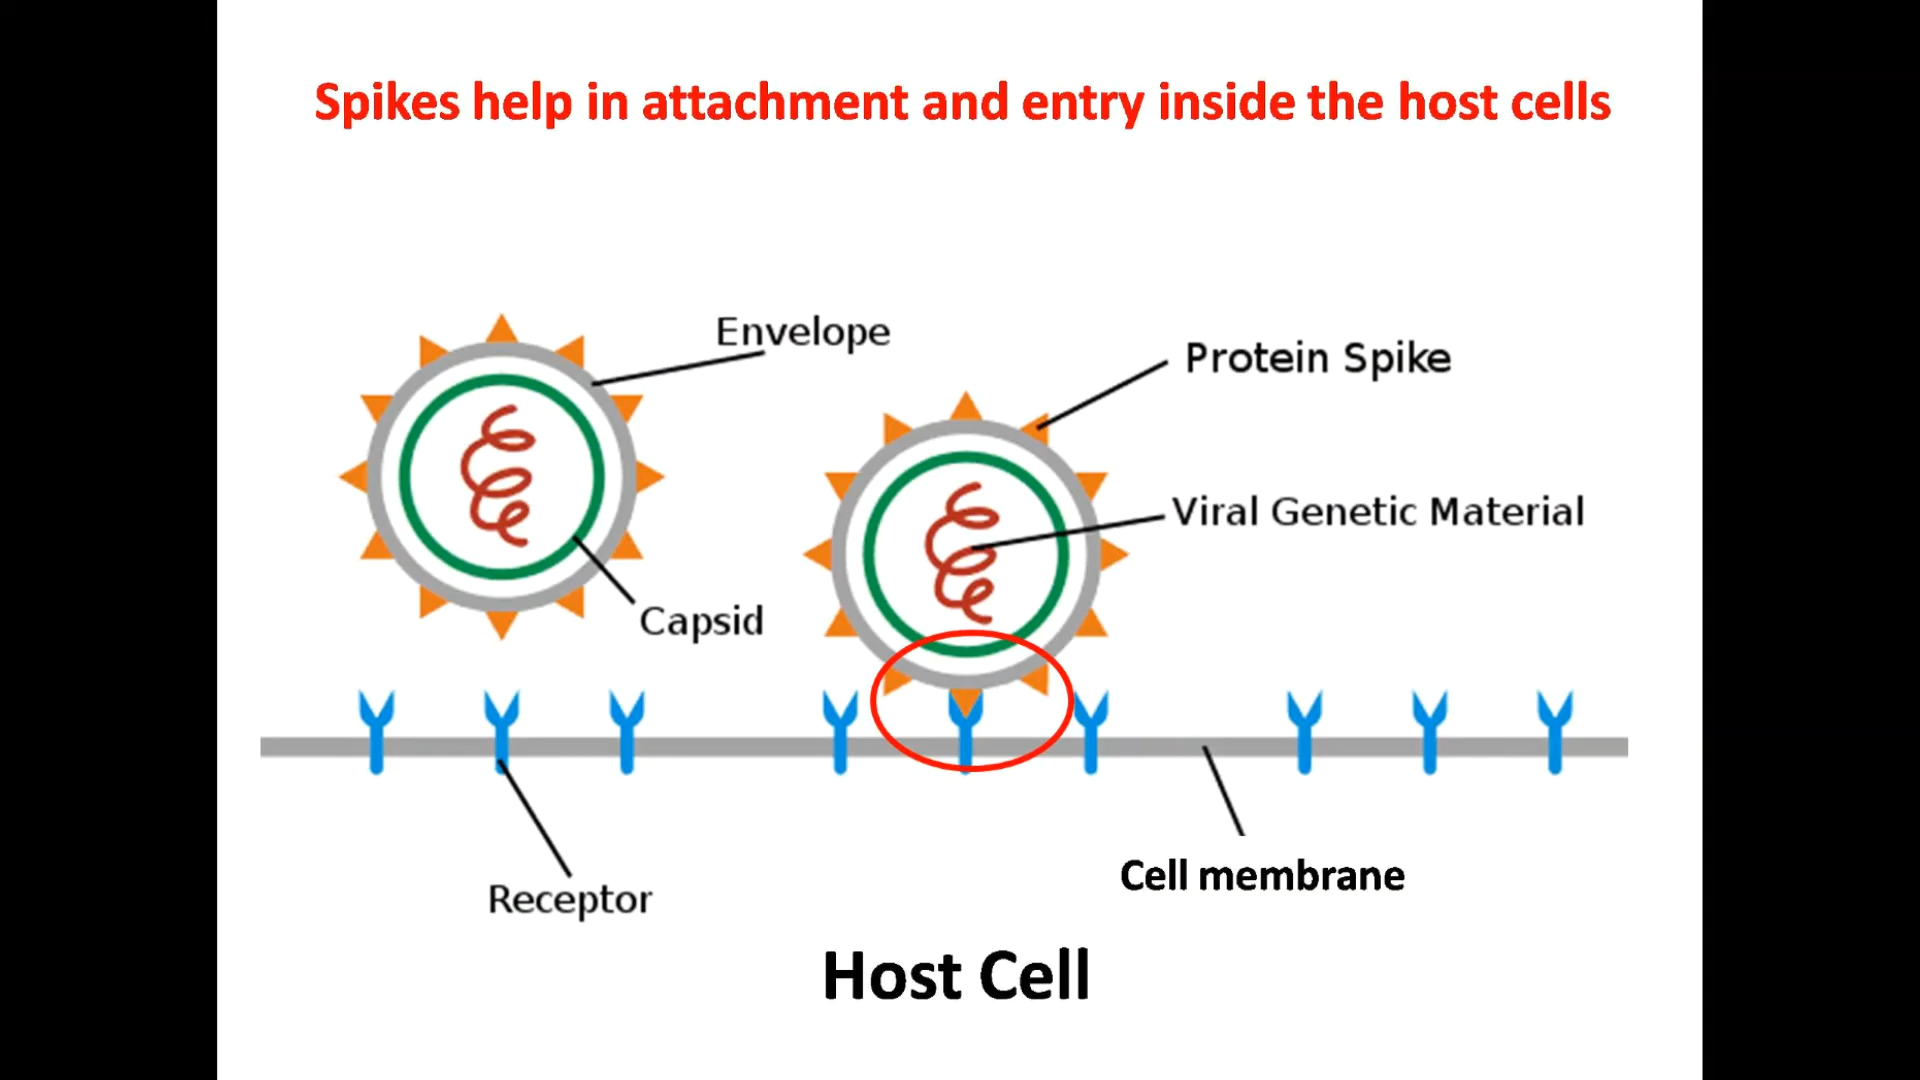 Spikes help in attachment and entry inside the host cells
Envelope
Protein Spike
Viral Genetic Material
Capsid
Receptor
Cell membrane
Host Cell